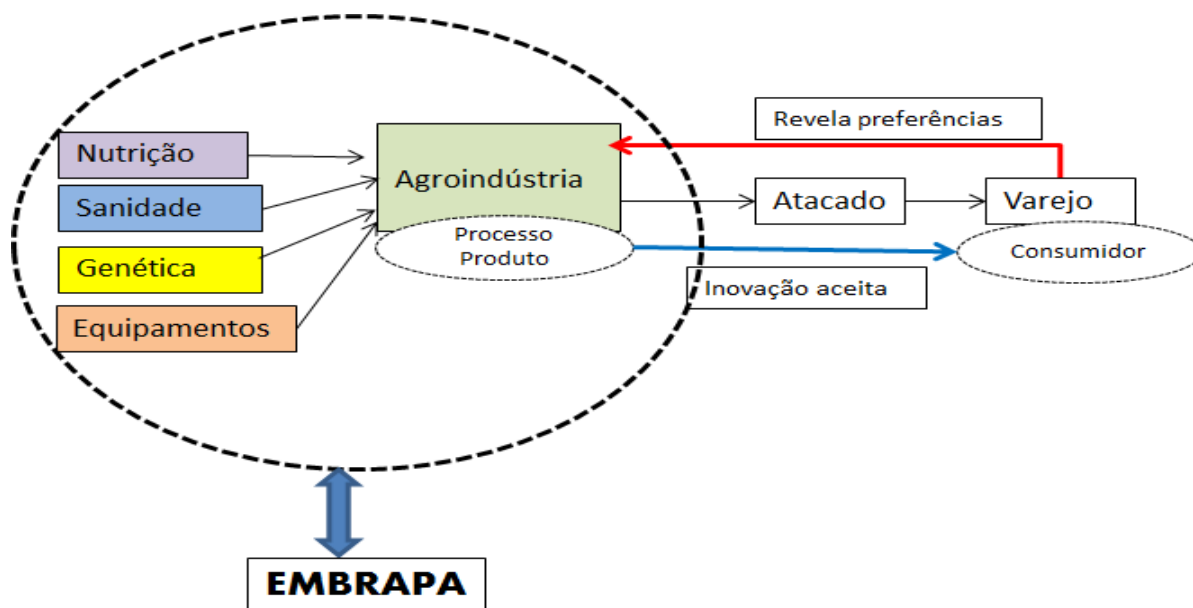 Revela preferências
Nutrição
Agroindústria
Sanidade
Atacado
Varejo
Processo
Produto
Consumidor
Genética
Inovação aceita
Equipamentos
EMBRAPA